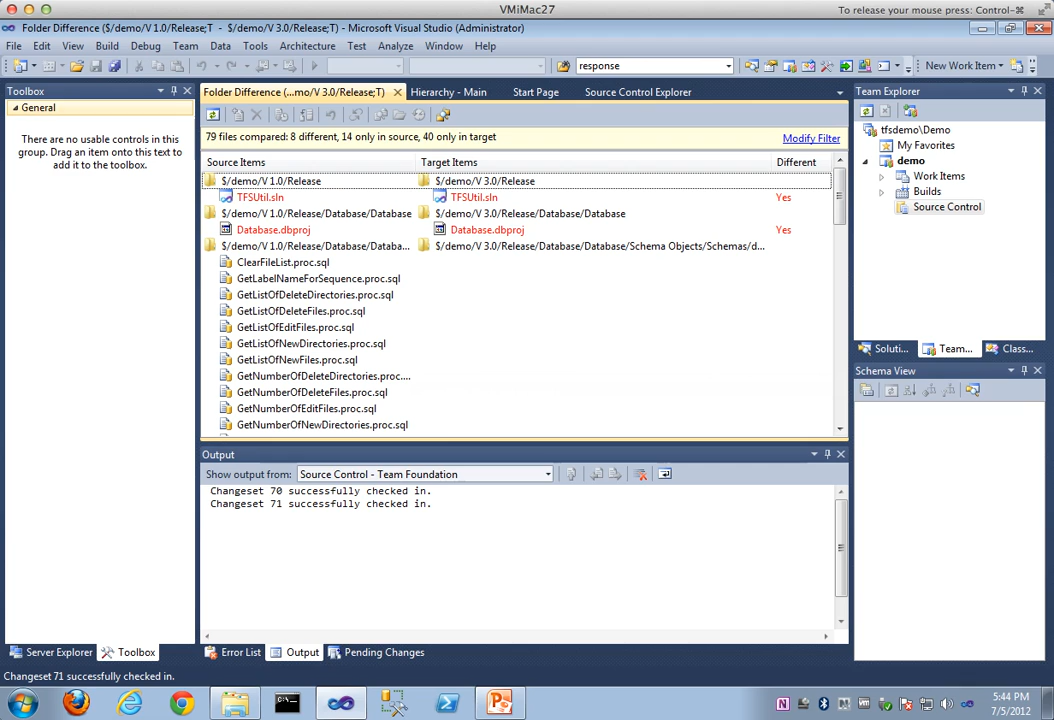 VMiMac27
To release your mouse press: Control-⌘
Folder Difference ($/demo/V 1.0/Release;T - $/demo/V 3.0/Release;T) - Microsoft Visual Studio (Administrator)
File Edit View Build Debug Team Data Tools Architecture Test Analyze Window Help
response
New Work Item
Toolbox
General
There are no usable controls in this
group. Drag an item onto this text to
add it to the toolbox.
Folder Difference (...mo/V 3.0/Release;T) Hierarchy - Main Start Page Source Control Explorer
79 files compared: 8 different, 14 only in source, 40 only in target
Modify Filter
Source Items Target Items Different
$/demo/V 1.0/Release $/demo/V 3.0/Release
TFSUtil.sln TFSUtil.sln Yes
$/demo/V 1.0/Release/Database/Database $/demo/V 3.0/Release/Database/Database
Database.dbproj Database.dbproj Yes
$/demo/V 1.0/Release/Database/Databa... $/demo/V 3.0/Release/Database/Database/Schema Objects/Schemas/d...
ClearFileList.proc.sql
GetLabelNameForSequence.proc.sql
GetListOfDeleteDirectories.proc.sql
GetListOfDeleteFiles.proc.sql
GetListOfEditFiles.proc.sql
GetListOfNewDirectories.proc.sql
GetListOfNewFiles.proc.sql
GetNumberOfDeleteDirectories.proc....
GetNumberOfDeleteFiles.proc.sql
GetNumberOfEditFiles.proc.sql
GetNumberOfNewDirectories.proc.sql
Output
Show output from: Source Control - Team Foundation
Changeset 70 successfully checked in.
Changeset 71 successfully checked in.
Team Explorer
tfsdemo\Demo
My Favorites
demo
Work Items
Builds
Source Control
Soluti... Team... Class...
Schema View
Server Explorer Toolbox
Error List Output Pending Changes
Changeset 71 successfully checked in.
5:44 PM
7/5/2012